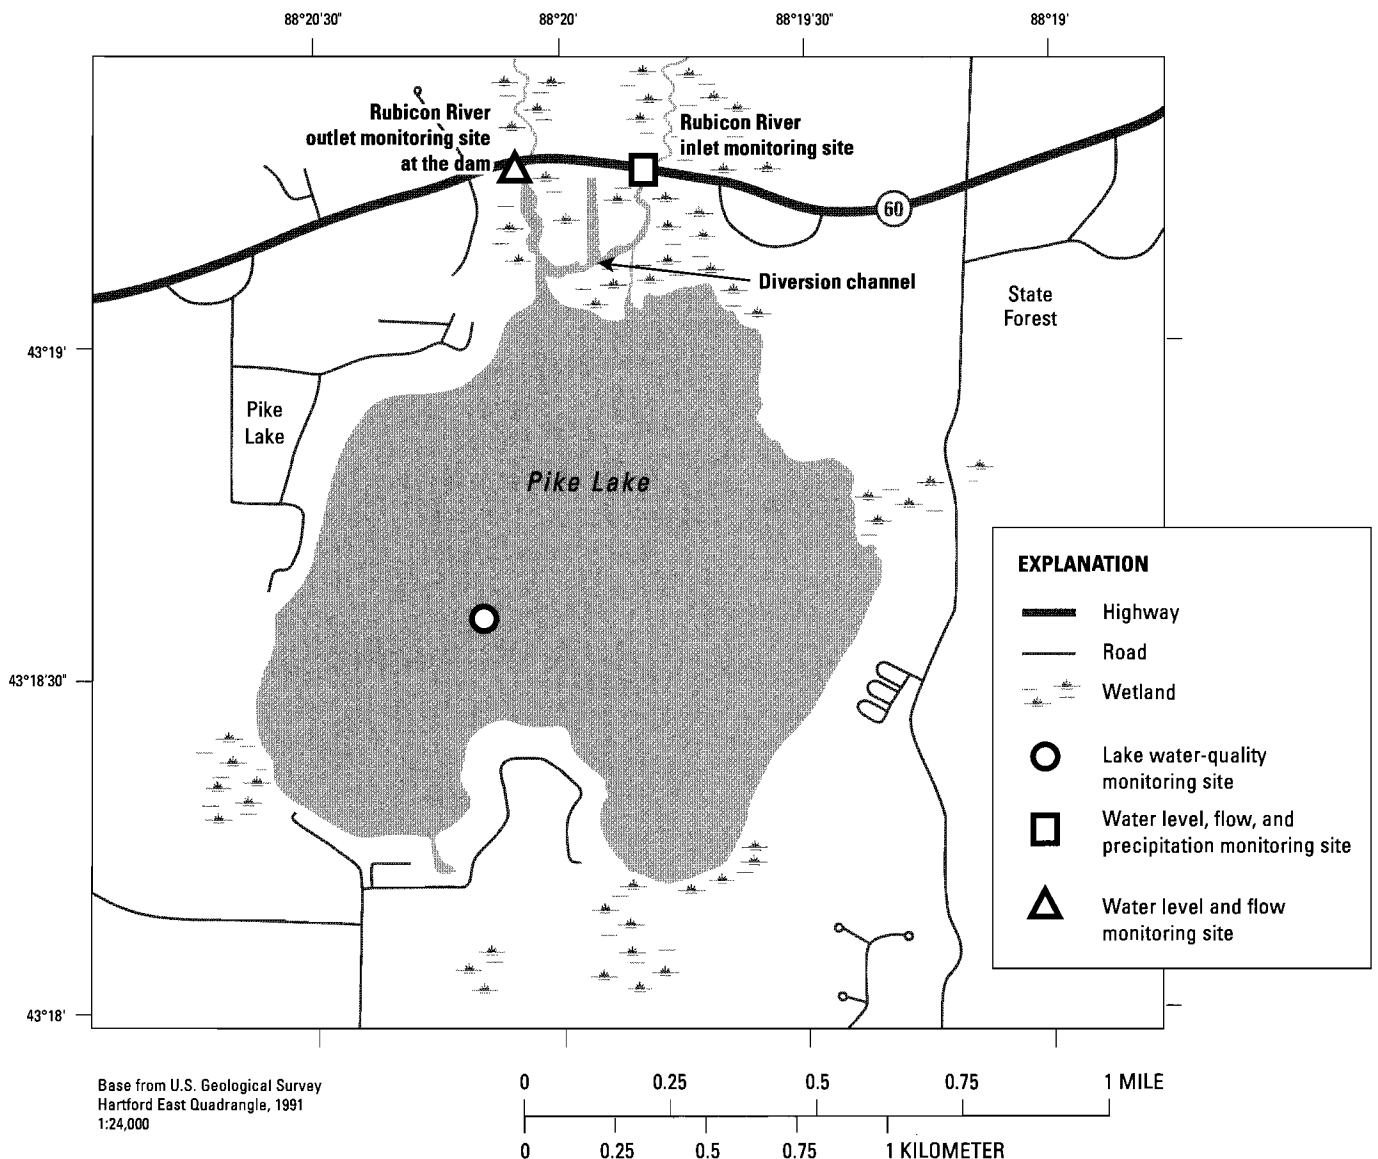 88°20'30"
88°20'
88°19'30"
88°19'
Rubicon River
outlet monitoring site
at the dam
Rubicon River
inlet monitoring site
60
Diversion channel
State
Forest
43°19'
Pike
Lake
Pike Lake
EXPLANATION
Highway
Road
Wetland
Lake water-quality
monitoring site
Water level, flow, and
precipitation monitoring site
Water level and flow
monitoring site
43°18'30"
43°18'
Base from U.S. Geological Survey
Hartford East Quadrangle, 1991
1:24,000
0 0.25 0.5 0.75 1 MILE
0 0.25 0.5 0.75 1 KILOMETER